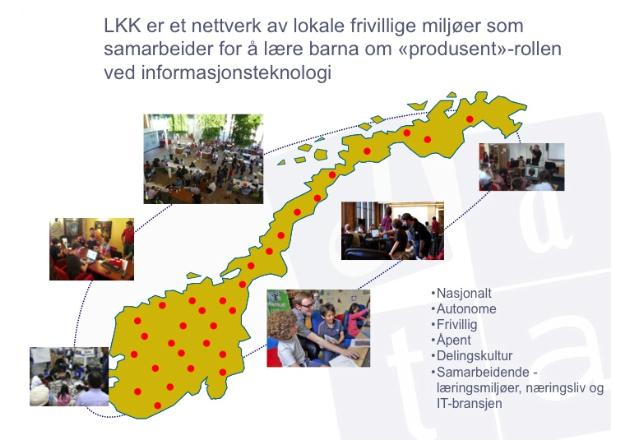 LKK er et nettverk av lokale frivillige miljøer som
samarbeider for å lære barna om «produsent»-rollen
ved informasjonsteknologi
d a
t a
•Nasjonalt
•Autonome
•Frivillig
•Åpent
•Delingskultur
•Samarbeidende -
læringsmiljøer, næringsliv og
IT-bransjen